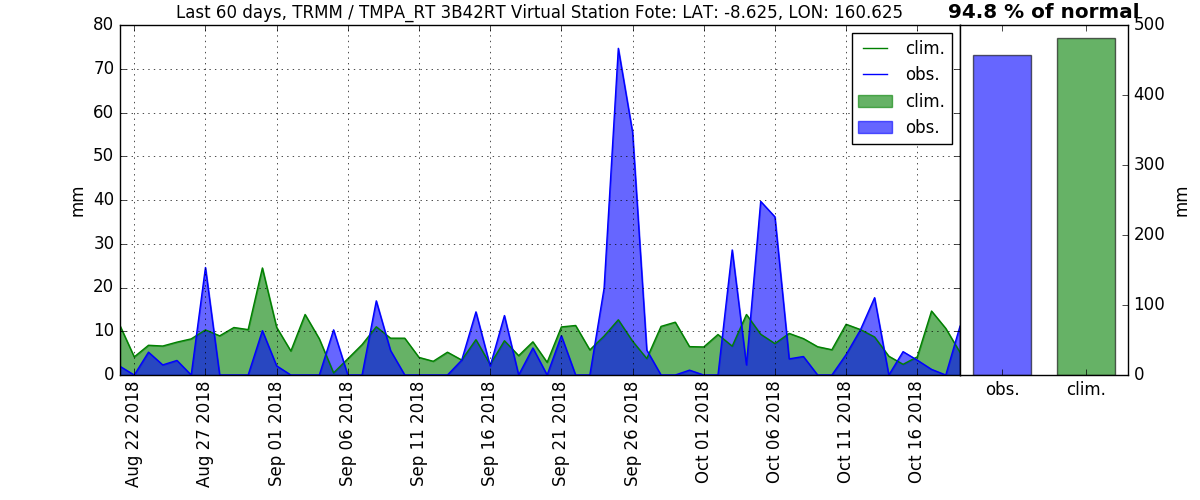 Last 60 days, TRMM / TMPA_RT 3B42RT Virtual Station Fote: LAT: -8.625, LON: 160.625
94.8 % of normal
80
70
60
50
40
30
20
10
0
mm
clim.
obs.
clim.
obs.
500
400
300
200
100
0
mm
obs.
clim.
Aug 22 2018
Aug 27 2018
Sep 01 2018
Sep 06 2018
Sep 11 2018
Sep 16 2018
Sep 21 2018
Sep 26 2018
Oct 01 2018
Oct 06 2018
Oct 11 2018
Oct 16 2018